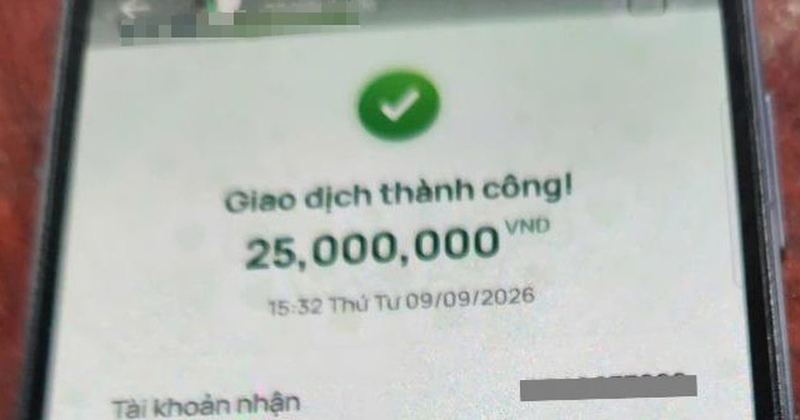 Giao dịch thành công!
25,000,000 VND
15:32 Thứ Tư 09/09/2026
Tài khoản nhận